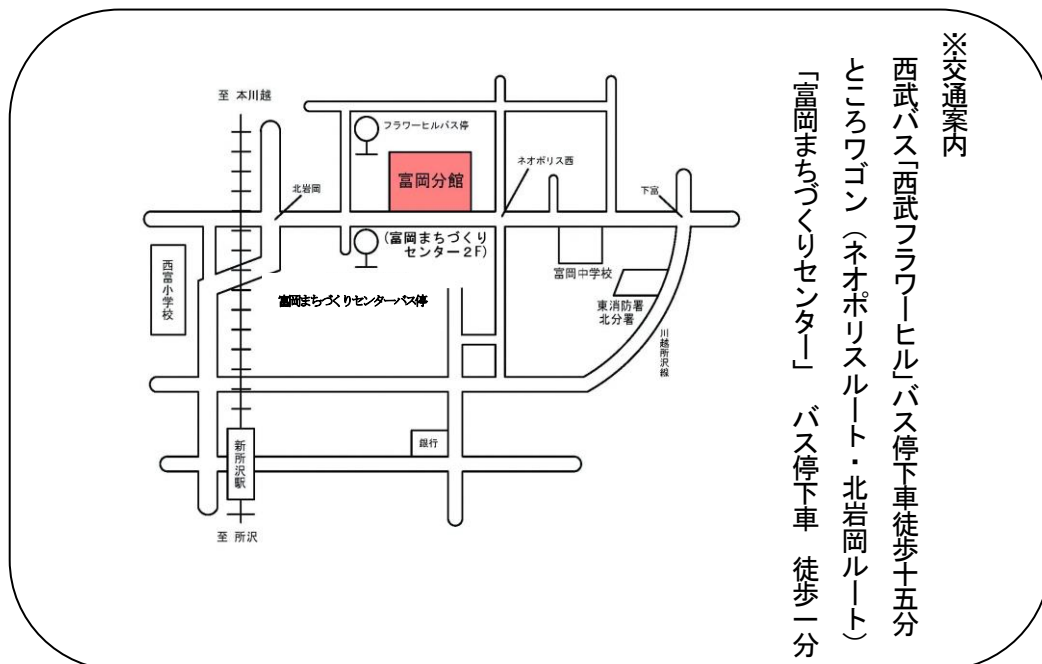 ※交通案内
西武バス「西武フラワーヒル」バス停下車徒歩十五分
ところワゴン（ネオポリスルート・北岩岡ルート）
「富岡まちづくりセンター」　バス停下車　徒歩一分
至 本川越
フラワーヒルバス停
富岡分館
ネオポリス西
北岩岡
下富
(富岡まちづくり
センター２F)
西富小学校
富岡中学校
富岡まちづくりセンターバス停
東消防署
北分署
川越所沢線
銀行
新所沢駅
至 所沢